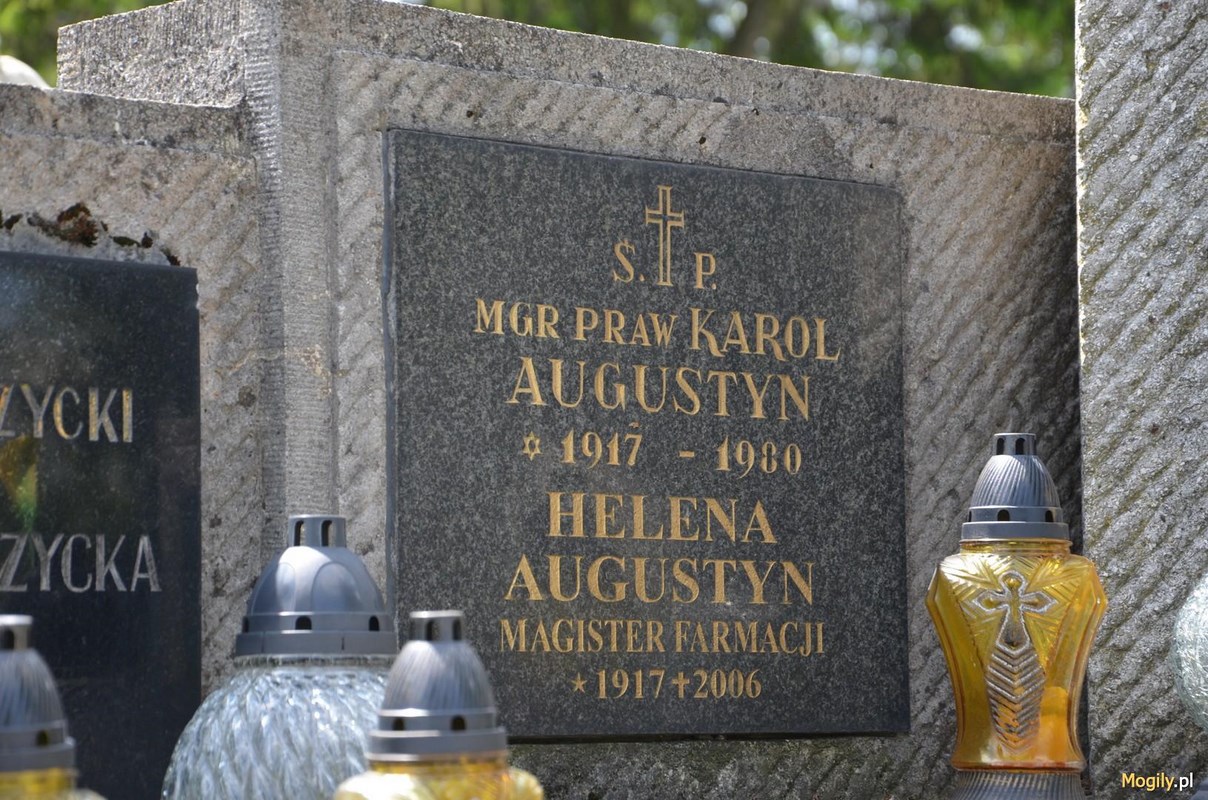 Ś. P.
MGR PRAW KAROL
AUGUSTYN
✡ 1917 - 1980
HELENA
AUGUSTYN
MAGISTER FARMACJI
★ 1917 ✝ 2006
ZYCKI
ZYCKA
Mogily.pl